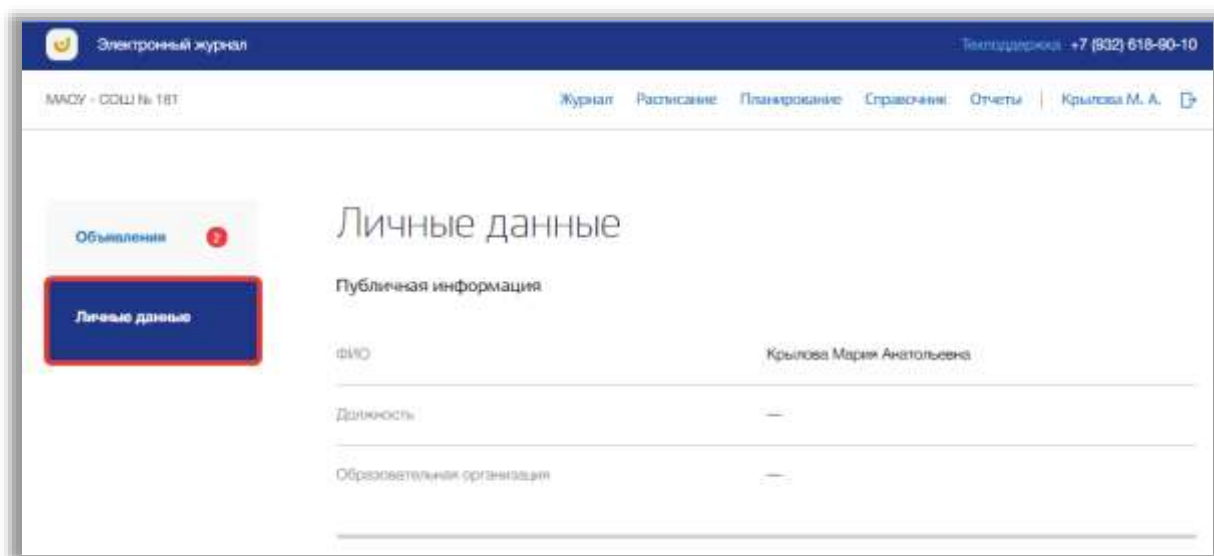 Электронный журнал
Техподдержка +7 (932) 618-90-10
МАОУ - СОШ № 181
Журнал Расписание Планирование Справочник Отчеты Крылова М. А.
Объявления 2
Личные данные
Личные данные
Публичная информация
ФИО Крылова Мария Анатольевна
Должность —
Образовательная организация —